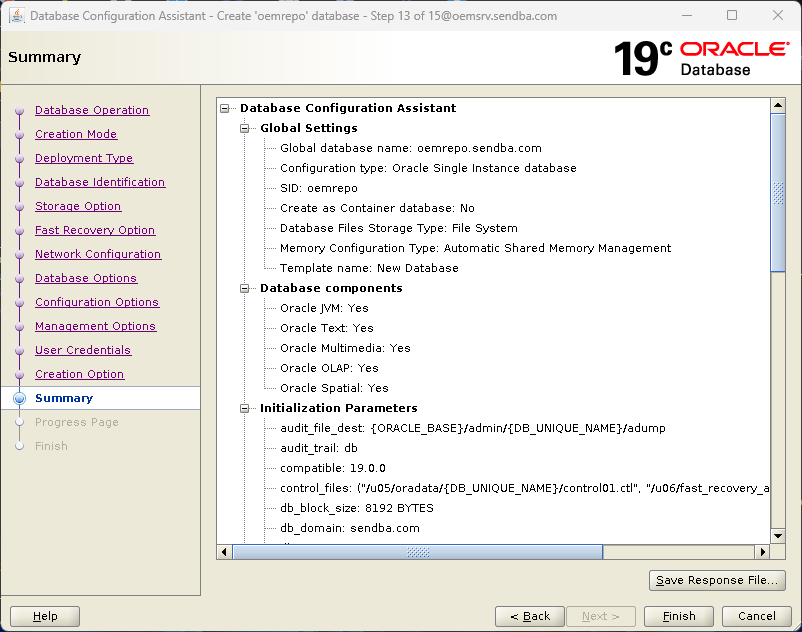 Database Configuration Assistant - Create 'oemrepo' database - Step 13 of 15@oemsrv.sendba.com
Summary
19c ORACLE
Database
Database Operation
Creation Mode
Deployment Type
Database Identification
Storage Option
Fast Recovery Option
Network Configuration
Database Options
Configuration Options
Management Options
User Credentials
Creation Option
Summary
Progress Page
Finish
Database Configuration Assistant
Global Settings
Global database name: oemrepo.sendba.com
Configuration type: Oracle Single Instance database
SID: oemrepo
Create as Container database: No
Database Files Storage Type: File System
Memory Configuration Type: Automatic Shared Memory Management
Template name: New Database
Database components
Oracle JVM: Yes
Oracle Text: Yes
Oracle Multimedia: Yes
Oracle OLAP: Yes
Oracle Spatial: Yes
Initialization Parameters
audit_file_dest: {ORACLE_BASE}/admin/{DB_UNIQUE_NAME}/adump
audit_trail: db
compatible: 19.0.0
control_files: ("/u05/oradata/{DB_UNIQUE_NAME}/control01.ctl", "/u06/fast_recovery_a
db_block_size: 8192 BYTES
db_domain: sendba.com
Save Response File...
Help
< Back
Next >
Finish
Cancel